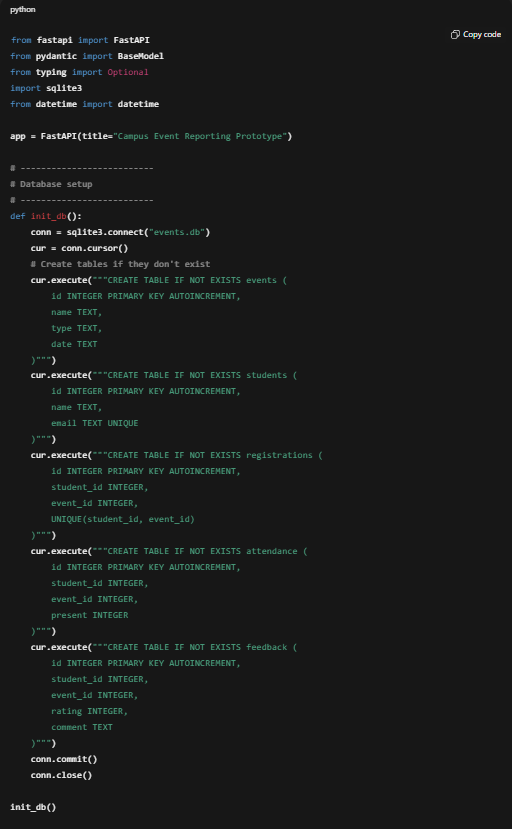 python
Copy code
from fastapi import FastAPI
from pydantic import BaseModel
from typing import Optional
import sqlite3
from datetime import datetime

app = FastAPI(title="Campus Event Reporting Prototype")

# --------------------------
# Database setup
# --------------------------
def init_db():
    conn = sqlite3.connect("events.db")
    cur = conn.cursor()
    # Create tables if they don't exist
    cur.execute("""CREATE TABLE IF NOT EXISTS events (
        id INTEGER PRIMARY KEY AUTOINCREMENT,
        name TEXT,
        type TEXT,
        date TEXT
    )""")
    cur.execute("""CREATE TABLE IF NOT EXISTS students (
        id INTEGER PRIMARY KEY AUTOINCREMENT,
        name TEXT,
        email TEXT UNIQUE
    )""")
    cur.execute("""CREATE TABLE IF NOT EXISTS registrations (
        id INTEGER PRIMARY KEY AUTOINCREMENT,
        student_id INTEGER,
        event_id INTEGER,
        UNIQUE(student_id, event_id)
    )""")
    cur.execute("""CREATE TABLE IF NOT EXISTS attendance (
        id INTEGER PRIMARY KEY AUTOINCREMENT,
        student_id INTEGER,
        event_id INTEGER,
        present INTEGER
    )""")
    cur.execute("""CREATE TABLE IF NOT EXISTS feedback (
        id INTEGER PRIMARY KEY AUTOINCREMENT,
        student_id INTEGER,
        event_id INTEGER,
        rating INTEGER,
        comment TEXT
    )""")
    conn.commit()
    conn.close()

init_db()